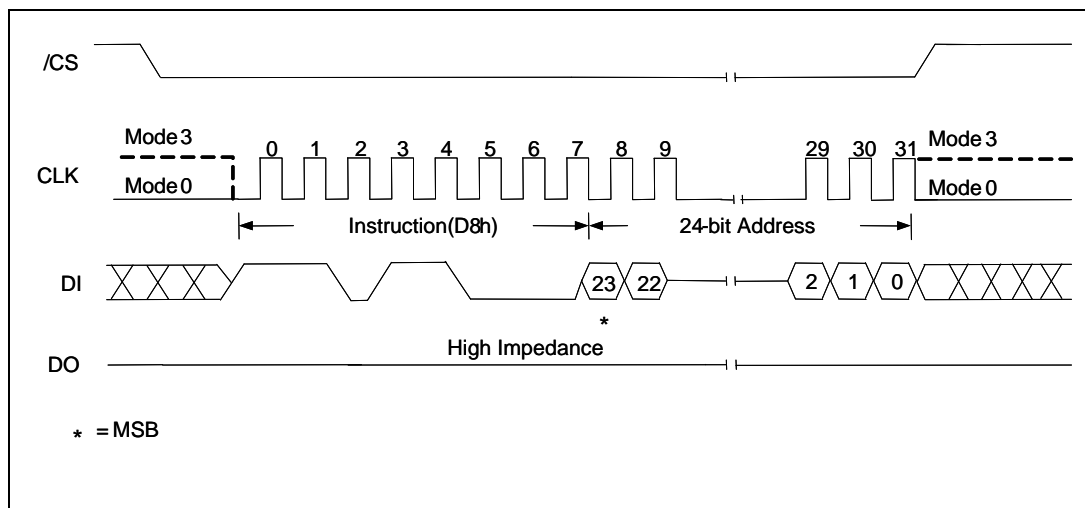 /CS
Mode 3
0 1 2 3 4 5 6 7 8 9 29 30 31
Mode 3
CLK
Mode 0
Mode 0
Instruction(D8h)
24-bit Address
DI
23 22 2 1 0
*
High Impedance
DO
* = MSB